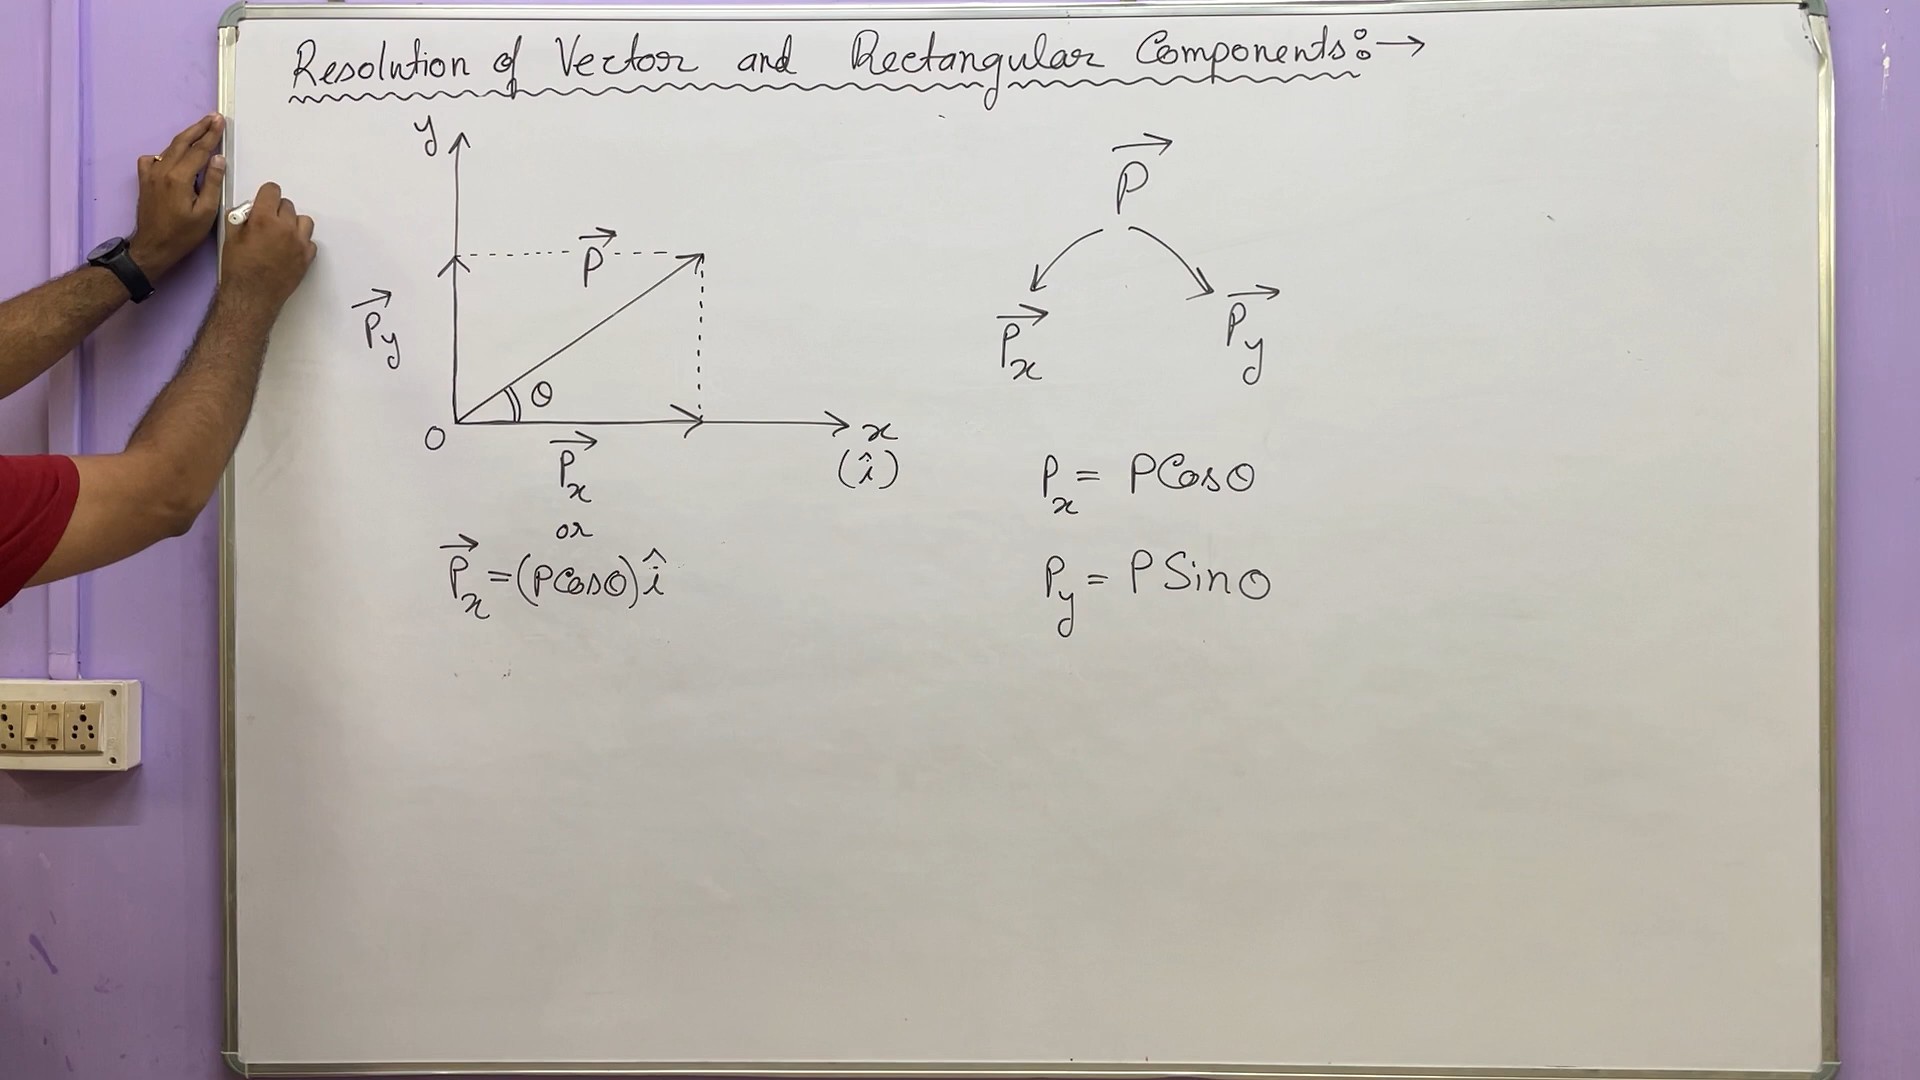 Resolution of Vector and Rectangular Components:→
y
P⃗
P⃗y
θ
O
x
(î)
P⃗x
or
P⃗x = (PCosθ) î
P⃗
P⃗x
P⃗y
Px = PCosθ
Py = PSinθ